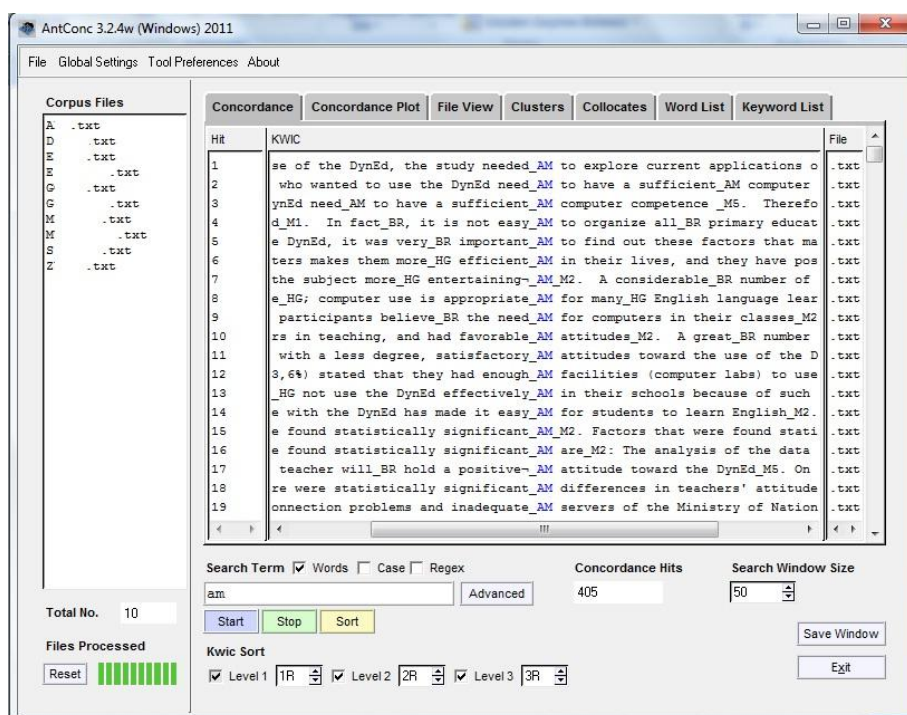 AntConc 3.2.4w (Windows) 2011
File Global Settings Tool Preferences About
Corpus Files
A .txt
D .txt
E .txt
E .txt
G .txt
G .txt
M .txt
M .txt
S .txt
Z .txt
Total No. 10
Files Processed
Reset
Concordance Concordance Plot File View Clusters Collocates Word List Keyword List
Hit KWIC File
1 se of the DynEd, the study needed_AM to explore current applications o .txt
2 who wanted to use the DynEd need_AM to have a sufficient_AM computer .txt
3 ynEd need_AM to have a sufficient_AM computer competence _M5. Therefo .txt
4 d_M1. In fact_BR, it is not easy_AM to organize all_BR primary educat .txt
5 e DynEd, it was very_BR important_AM to find out these factors that ma .txt
6 ters makes them more_HG efficient_AM in their lives, and they have pos .txt
7 the subject more_HG entertaining¬_AM_M2. A considerable_BR number of .txt
8 e_HG; computer use is appropriate_AM for many_HG English language lear .txt
9 participants believe_BR the need_AM for computers in their classes_M2 .txt
10 rs in teaching, and had favorable_AM attitudes_M2. A great_BR number .txt
11 with a less degree, satisfactory_AM attitudes toward the use of the D .txt
12 3,6%) stated that they had enough_AM facilities (computer labs) to use .txt
13 _HG not use the DynEd effectively_AM in their schools because of such .txt
14 e with the DynEd has made it easy_AM for students to learn English_M2. .txt
15 e found statistically significant_AM_M2. Factors that were found stati .txt
16 e found statistically significant_AM are_M2: The analysis of the data .txt
17 teacher will_BR hold a positive¬_AM attitude toward the DynEd_M5. On .txt
18 re were statistically significant_AM differences in teachers' attitude .txt
19 onnection problems and inadequate_AM servers of the Ministry of Nation .txt
Search Term Words Case Regex Concordance Hits Search Window Size
am Advanced 405 50
Start Stop Sort
Save Window
Kwic Sort
Exit
Level 1 1R Level 2 2R Level 3 3R